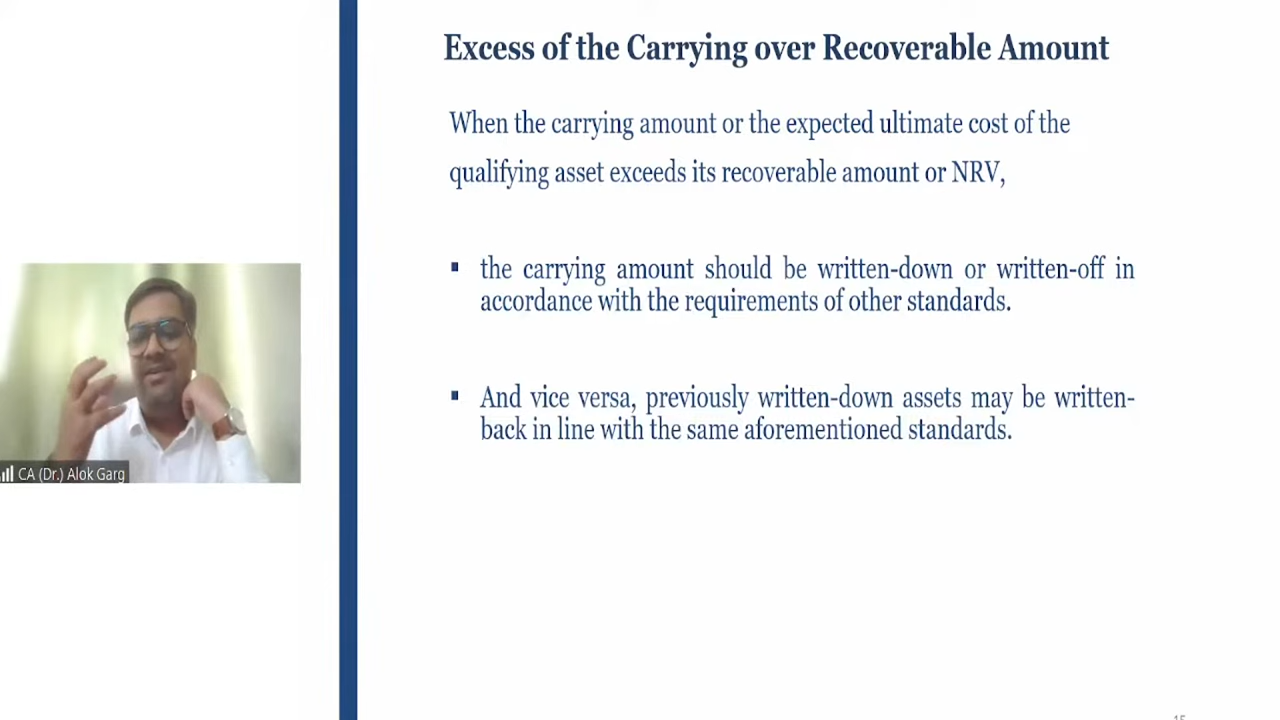 Excess of the Carrying over Recoverable Amount
When the carrying amount or the expected ultimate cost of the
qualifying asset exceeds its recoverable amount or NRV,
▪ the carrying amount should be written-down or written-off in
accordance with the requirements of other standards.
▪ And vice versa, previously written-down assets may be written-
back in line with the same aforementioned standards.
CA (Dr.) Alok Garg